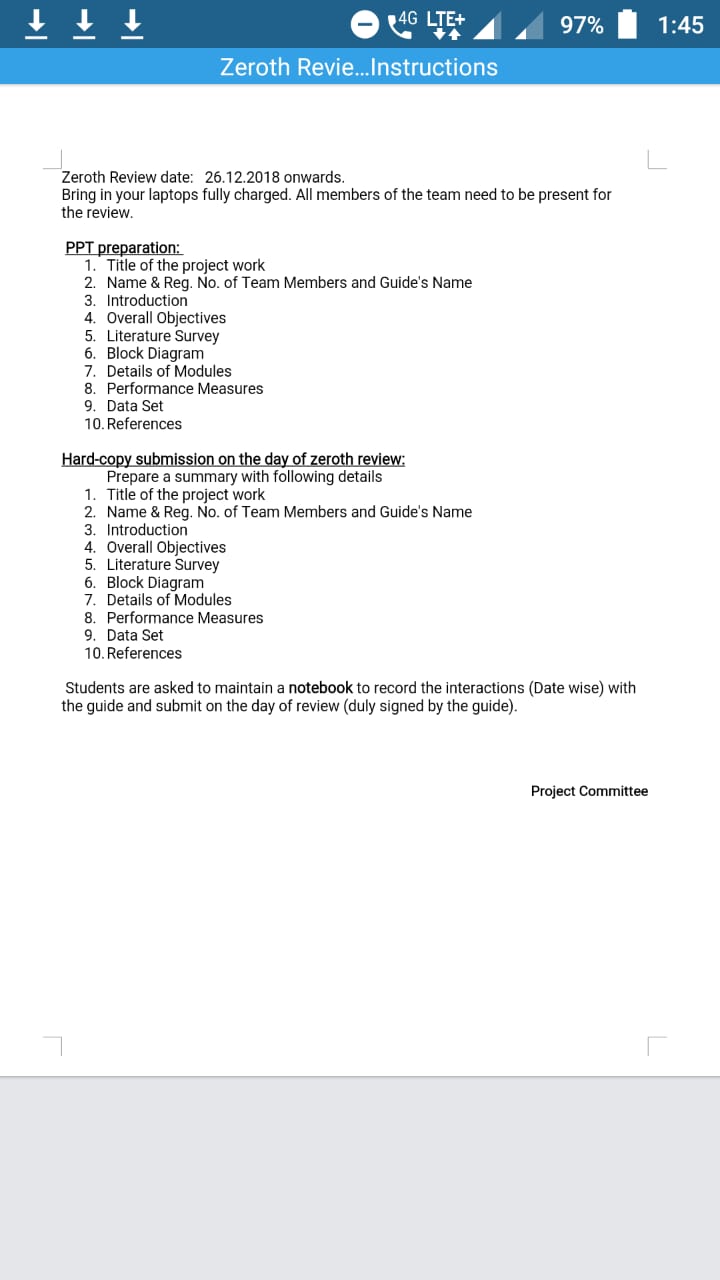 4G LTE+ 97% 1:45
Zeroth Revie...Instructions
Zeroth Review date: 26.12.2018 onwards.
Bring in your laptops fully charged. All members of the team need to be present for
the review.
PPT preparation:
1. Title of the project work
2. Name & Reg. No. of Team Members and Guide's Name
3. Introduction
4. Overall Objectives
5. Literature Survey
6. Block Diagram
7. Details of Modules
8. Performance Measures
9. Data Set
10. References
Hard-copy submission on the day of zeroth review:
Prepare a summary with following details
1. Title of the project work
2. Name & Reg. No. of Team Members and Guide's Name
3. Introduction
4. Overall Objectives
5. Literature Survey
6. Block Diagram
7. Details of Modules
8. Performance Measures
9. Data Set
10. References
Students are asked to maintain a notebook to record the interactions (Date wise) with
the guide and submit on the day of review (duly signed by the guide).
Project Committee